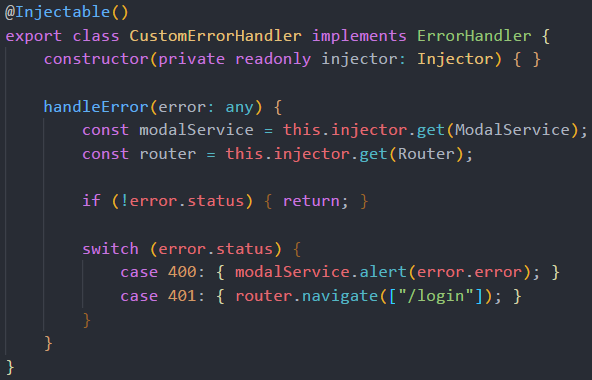 @Injectable()
export class CustomErrorHandler implements ErrorHandler {
    constructor(private readonly injector: Injector) { }

    handleError(error: any) {
        const modalService = this.injector.get(ModalService);
        const router = this.injector.get(Router);

        if (!error.status) { return; }

        switch (error.status) {
            case 400: { modalService.alert(error.error); }
            case 401: { router.navigate(["/login"]); }
        }
    }
}